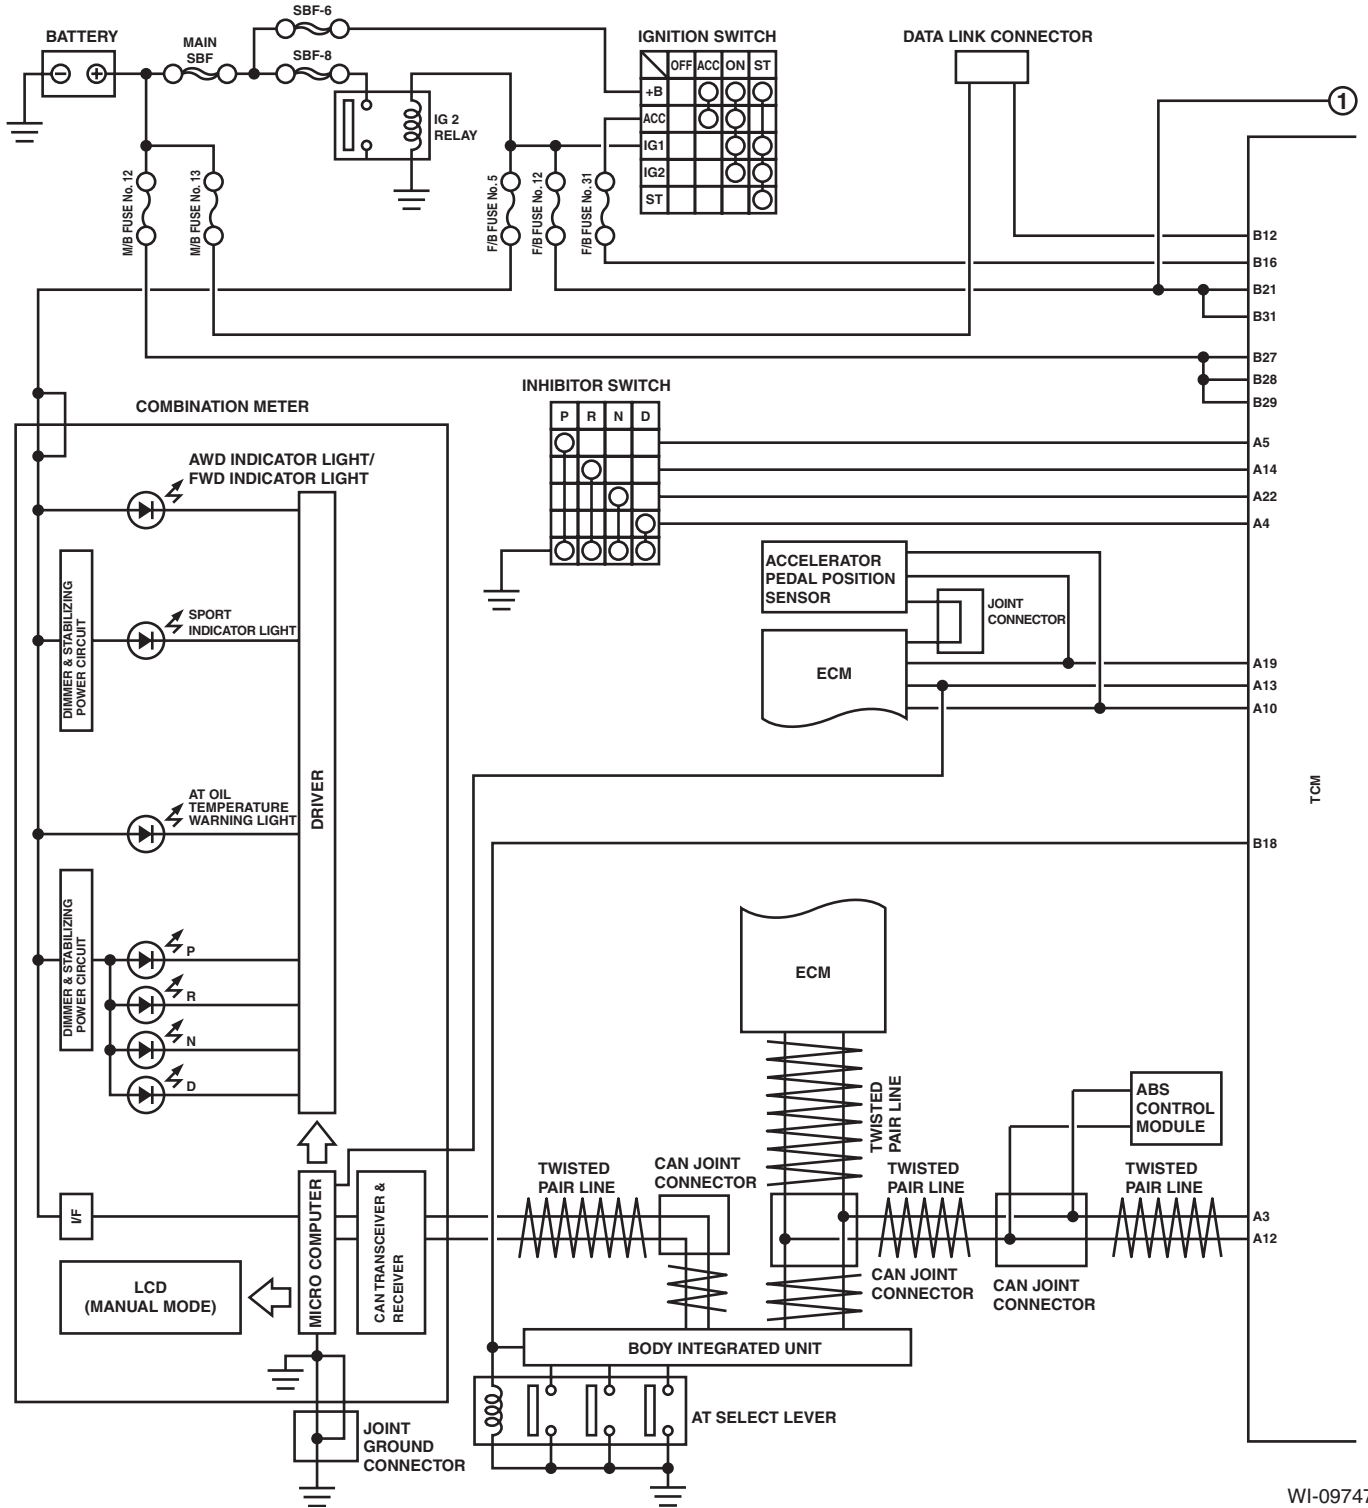 SBF-6
BATTERY
MAIN
SBF
SBF-8
IGNITION SWITCH
DATA LINK CONNECTOR
OFF ACC ON ST
+B
ACC
IG1
IG2
ST
IG 2
RELAY
1
M/B FUSE No. 12
M/B FUSE No. 13
F/B FUSE No. 5
F/B FUSE No. 12
F/B FUSE No. 31
B12
B16
B21
B31
B27
B28
B29
INHIBITOR SWITCH
P R N D
A5
A14
A22
A4
COMBINATION METER
AWD INDICATOR LIGHT/
FWD INDICATOR LIGHT
DIMMER & STABILIZING
POWER CIRCUIT
SPORT
INDICATOR LIGHT
ACCELERATOR
PEDAL POSITION
SENSOR
JOINT
CONNECTOR
ECM
A19
A13
A10
DRIVER
AT OIL
TEMPERATURE
WARNING LIGHT
TCM
B18
DIMMER & STABILIZING
POWER CIRCUIT
P
R
N
D
ECM
TWISTED
PAIR LINE
ABS
CONTROL
MODULE
I/F
MICRO COMPUTER
CAN TRANSCEIVER &
RECEIVER
TWISTED
PAIR LINE
CAN JOINT
CONNECTOR
TWISTED
PAIR LINE
TWISTED
PAIR LINE
A3
A12
CAN JOINT
CONNECTOR
CAN JOINT
CONNECTOR
LCD
(MANUAL MODE)
BODY INTEGRATED UNIT
AT SELECT LEVER
JOINT
GROUND
CONNECTOR
WI-09747